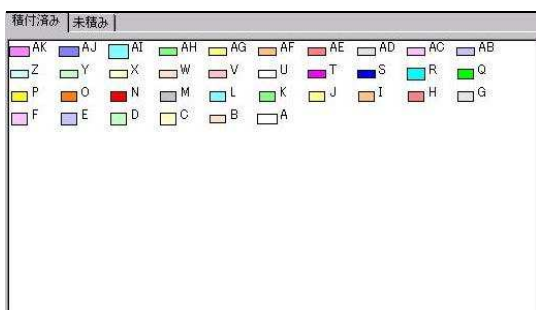 積付済み 未積み
AK AJ AI AH AG AF AE AD AC AB
Z Y X W V U T S R Q
P O N M L K J I H G
F E D C B A